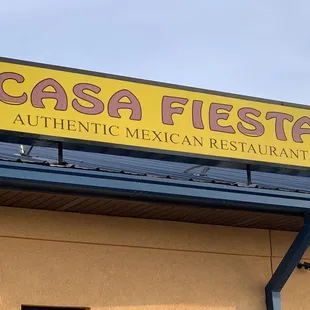 CASA FIESTA
AUTHENTIC MEXICAN RESTAURANT